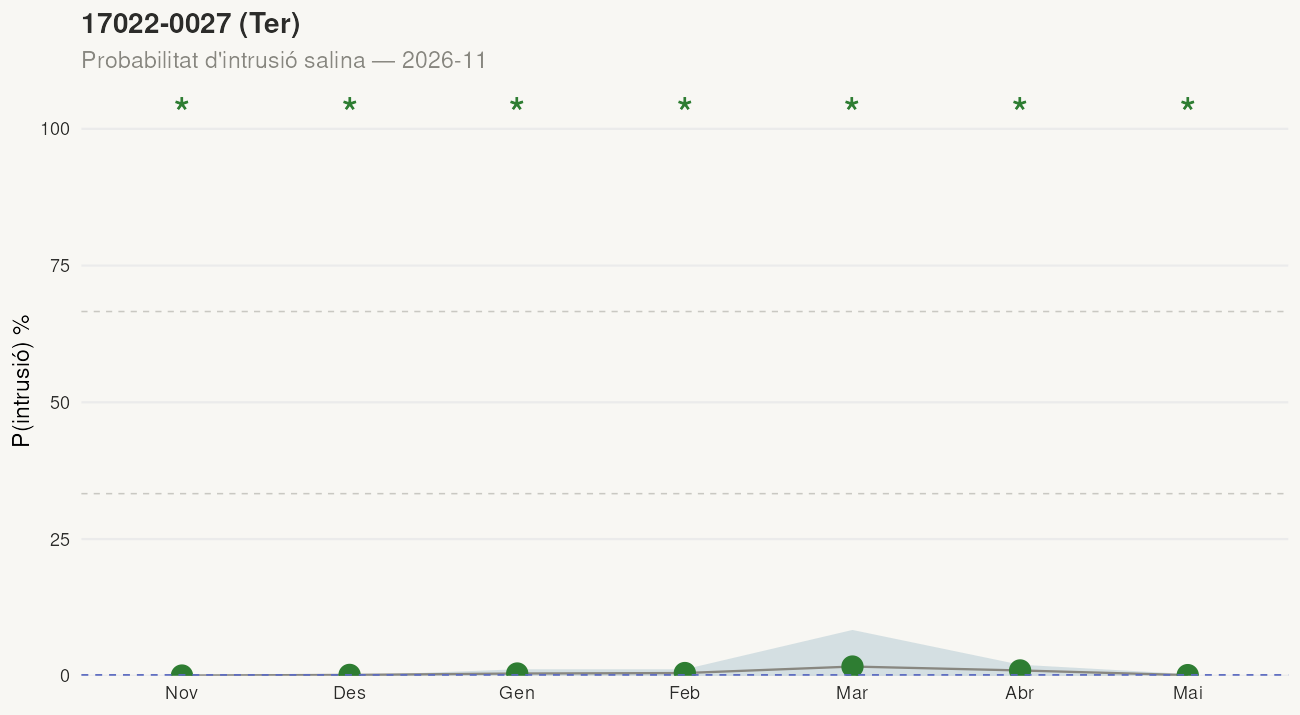 17022-0027 (Ter)
Probabilitat d'intrusió salina — 2026-11
* * * * * * *
100
75
50
25
0
P(intrusió) %
Nov Des Gen Feb Mar Abr Mai